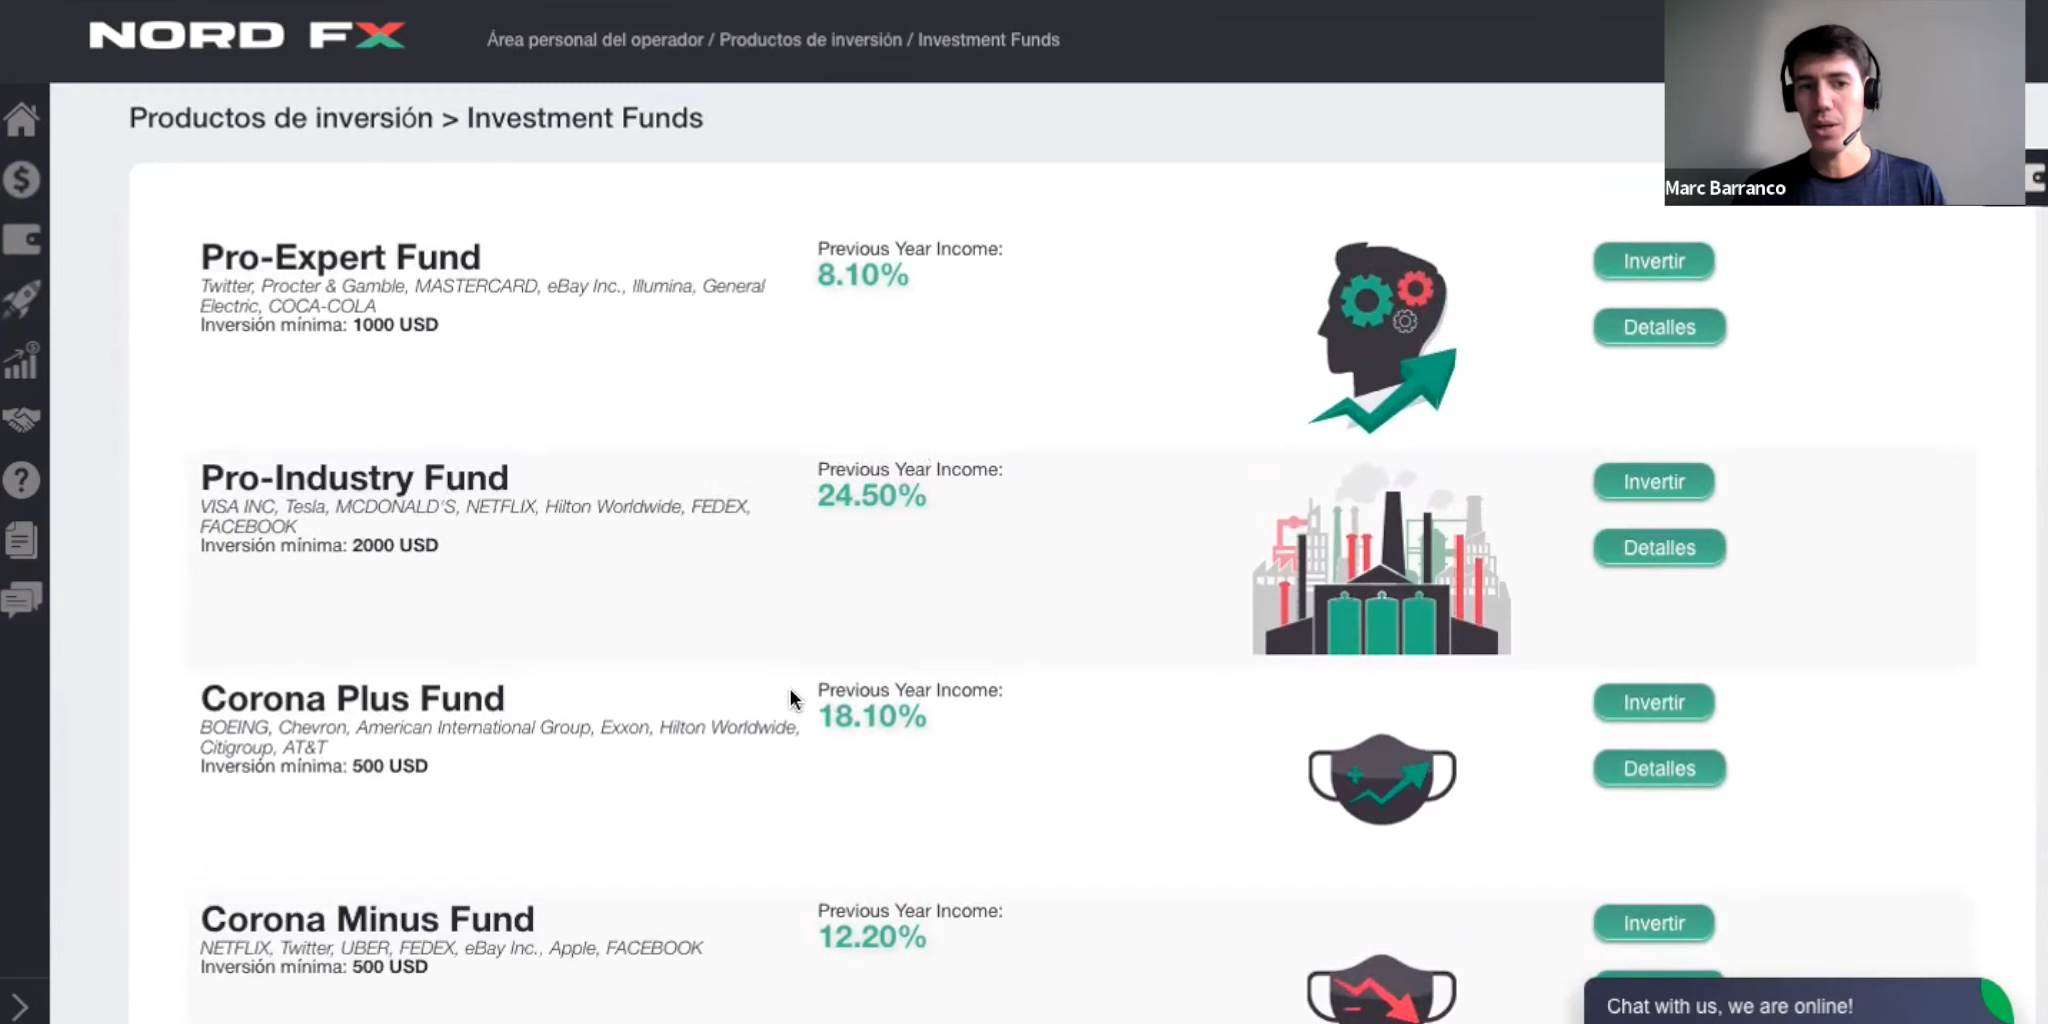 NORD FX
Área personal del operador / Productos de inversión / Investment Funds
Marc Barranco
Productos de inversión > Investment Funds
Pro-Expert Fund
Twitter, Procter & Gamble, MASTERCARD, eBay Inc., Illumina, General
Electric, COCA-COLA
Inversión mínima: 1000 USD
Previous Year Income:
8.10%
Invertir
Detalles
Pro-Industry Fund
VISA INC, Tesla, MCDONALD'S, NETFLIX, Hilton Worldwide, FEDEX,
FACEBOOK
Inversión mínima: 2000 USD
Previous Year Income:
24.50%
Invertir
Detalles
Corona Plus Fund
BOEING, Chevron, American International Group, Exxon, Hilton Worldwide,
Citigroup, AT&T
Inversión mínima: 500 USD
Previous Year Income:
18.10%
Invertir
Detalles
Corona Minus Fund
NETFLIX, Twitter, UBER, FEDEX, eBay Inc., Apple, FACEBOOK
Inversión mínima: 500 USD
Previous Year Income:
12.20%
Invertir
Chat with us, we are online!